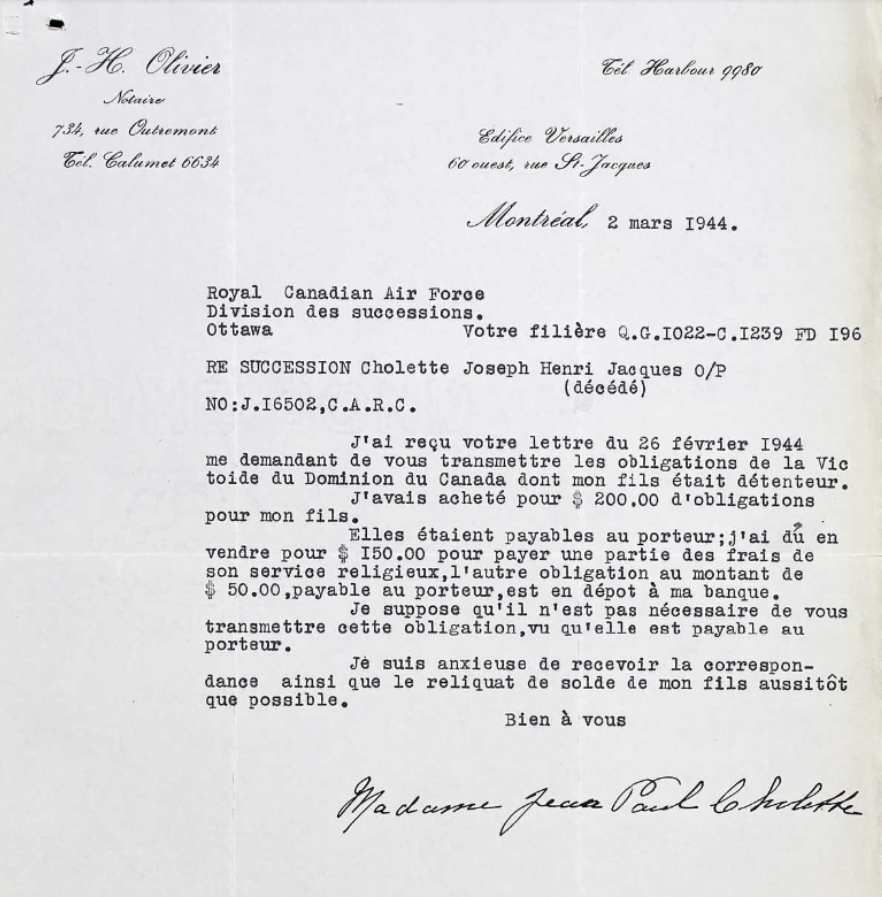 J.-H. Olivier
Notaire
734, rue Outremont
Tél. Calumet 6634
Tél. Harbour 9980
Edifice Versailles
60 ouest, rue St-Jacques
Montréal, 2 mars I944.
Royal Canadian Air Force
Division des successions.
Ottawa Votre filière Q.G.I022-C.I239 FD I96
RE SUCCESSION Cholette Joseph Henri Jacques O/P
(décédé)
NO:J.I6502,C.A.R.C.
J'ai reçu votre lettre du 26 février I944
me demandant de vous transmettre les obligations de la Vic
toide du Dominion du Canada dont mon fils était détenteur.
J'avais acheté pour $ 200.00 d'obligations
pour mon fils.
Elles étaient payables au porteur;j'ai dû en
vendre pour $ I50.00 pour payer une partie des frais de
son service religieux,l'autre obligation au montant de
$ 50.00,payable au porteur,est en dépot à ma banque.
Je suppose qu'il n'est pas nécessaire de vous
transmettre cette obligation,vu qu'elle est payable au
porteur.
Je suis anxieuse de recevoir la correspon-
dance ainsi que le reliquat de solde de mon fils aussitôt
que possible.
Bien à vous
Madame Jean Paul Cholette